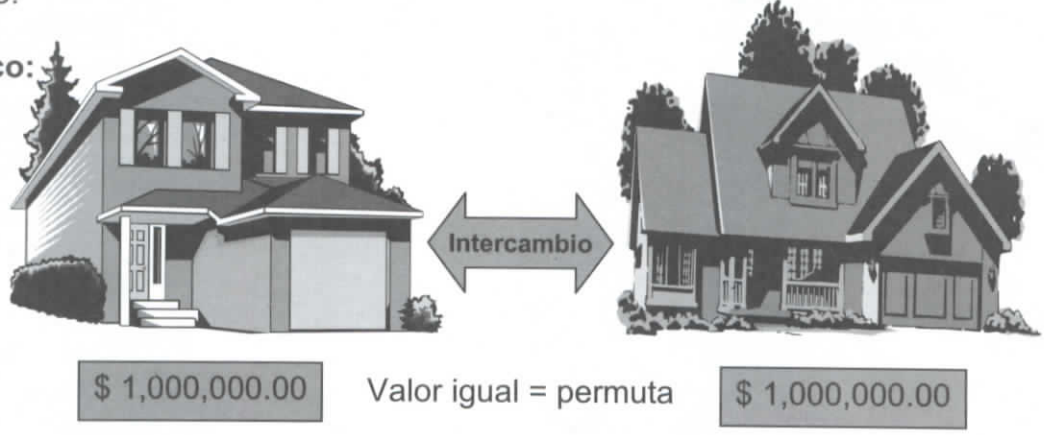 co:
Intercambio
$ 1,000,000.00 Valor igual = permuta $ 1,000,000.00